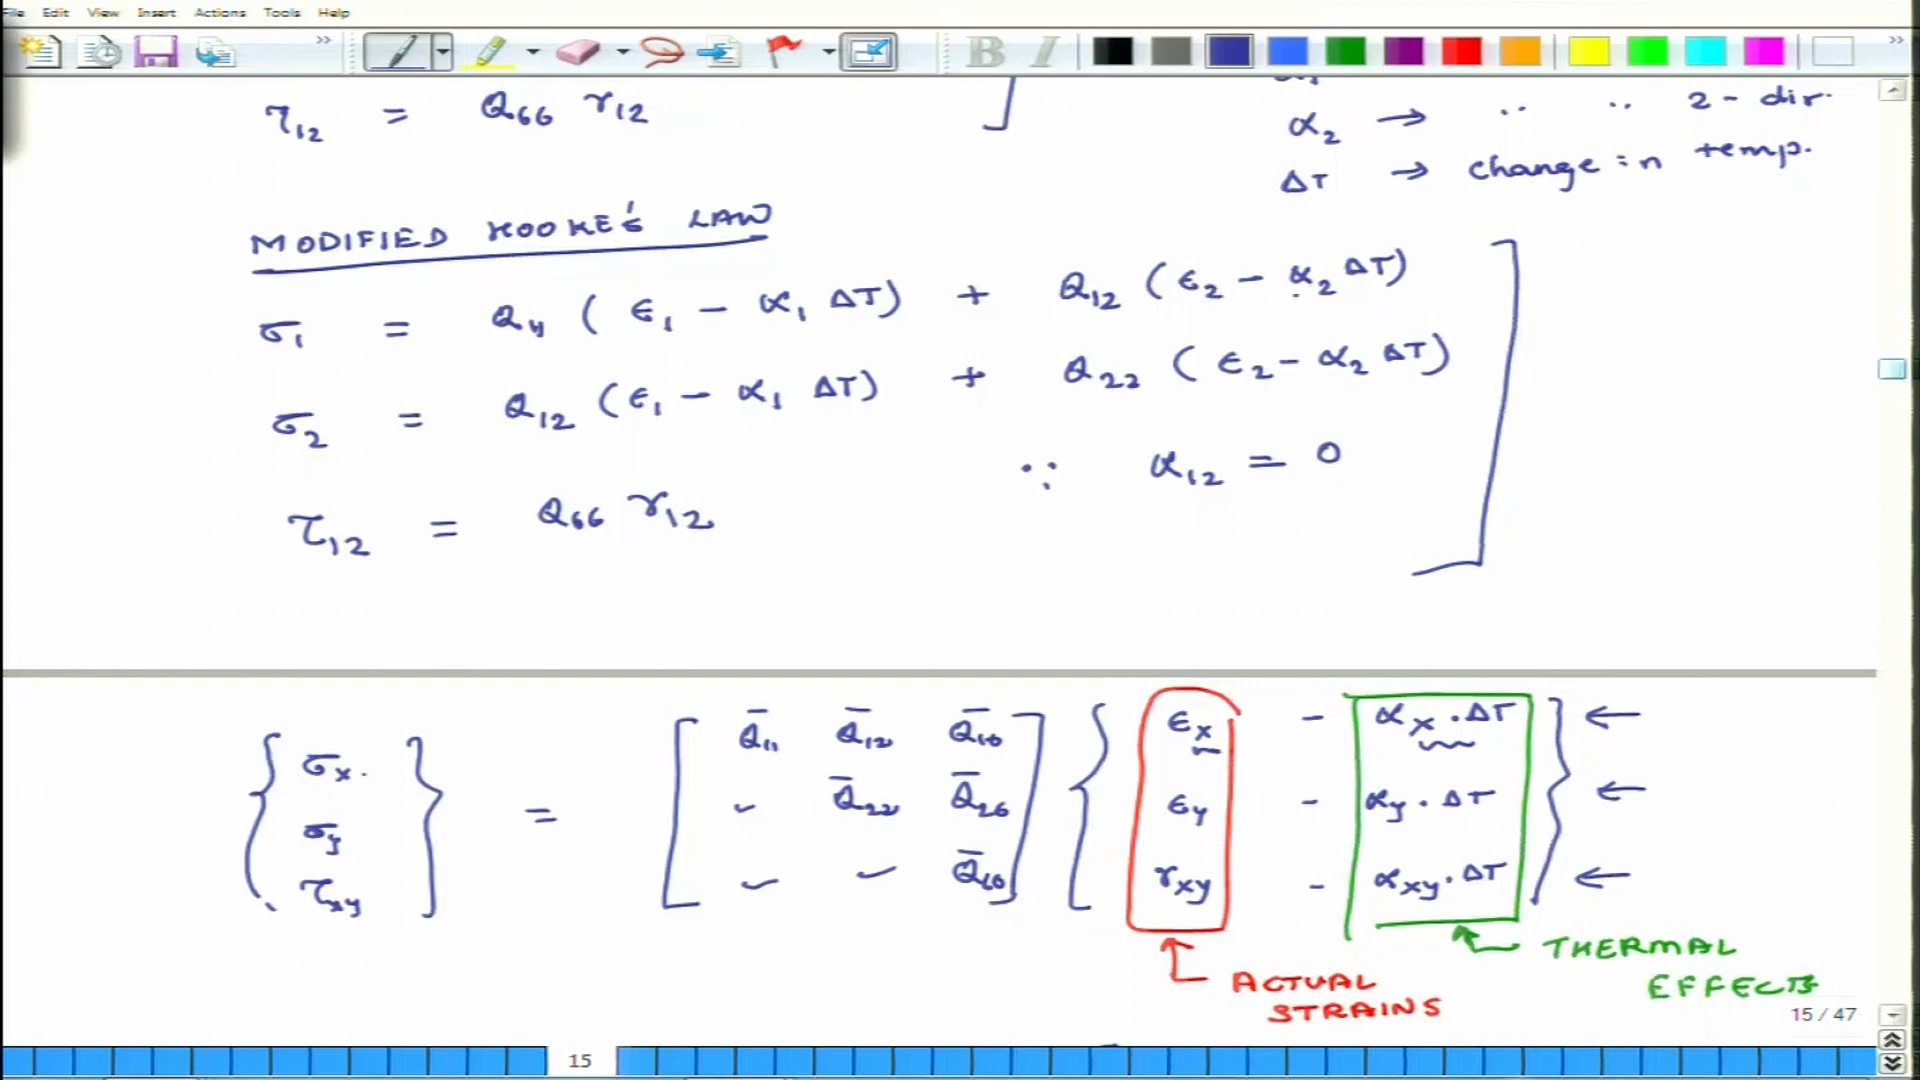 File Edit View Insert Actions Tools Help
B I
τ12 = Q66 γ12
α2 → ·· ·· 2 - dir.
ΔT → change in temp.
MODIFIED HOOKE'S LAW
σ1 = Q11 ( ϵ1 - α1 ΔT) + Q12 ( ϵ2 - α2 ΔT)
σ2 = Q12 (ϵ1 - α1 ΔT) + Q22 ( ϵ2 - α2 ΔT)
τ12 = Q66 γ12 ∵ α12 = 0
{ σx } = [ Q̄11 Q̄12 Q̄16 ] { ϵx - αx · ΔT } ←
σy ✓ Q̄22 Q̄26 ϵy - αy · ΔT ←
τxy ✓ ✓ Q̄66 γxy - αxy · ΔT ←
THERMAL
EFFECTS
ACTUAL
STRAINS
15 / 47
15